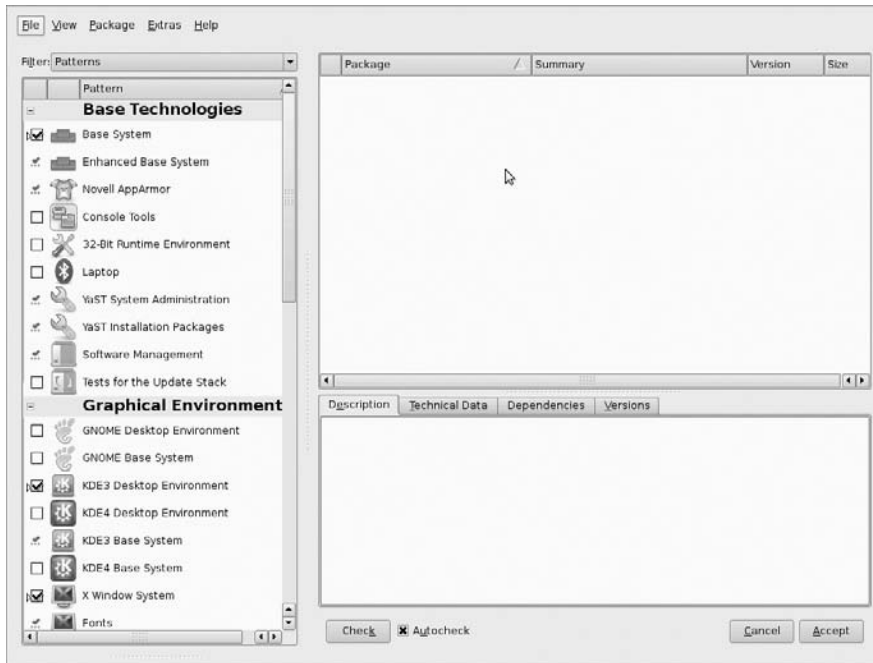 File View Package Extras Help
Filter: Patterns
Pattern
Base Technologies
Base System
Enhanced Base System
Novell AppArmor
Console Tools
32-Bit Runtime Environment
Laptop
YaST System Administration
YaST Installation Packages
Software Management
Tests for the Update Stack
Graphical Environment
GNOME Desktop Environment
GNOME Base System
KDE3 Desktop Environment
KDE4 Desktop Environment
KDE3 Base System
KDE4 Base System
X Window System
Fonts
Package Summary Version Size
Description Technical Data Dependencies Versions
Check Autocheck Cancel Accept